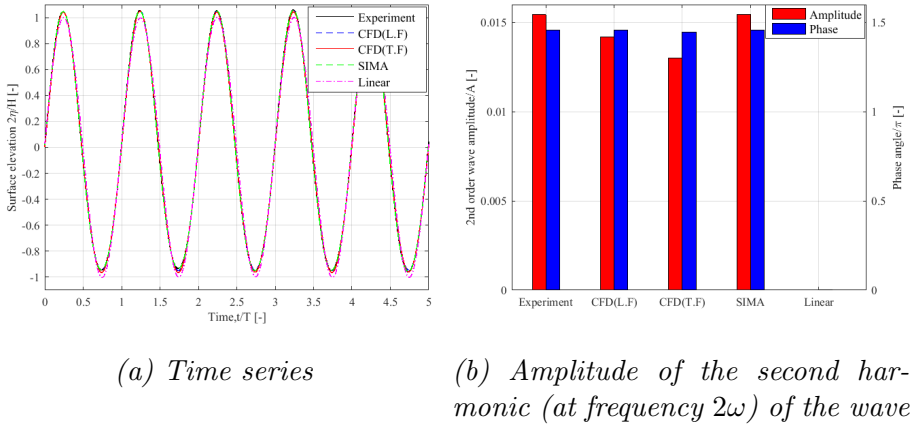 1
0.8
0.6
0.4
0.2
0
-0.2
-0.4
-0.6
-0.8
-1
Surface elevation 2η/H [-]
0 0.5 1 1.5 2 2.5 3 3.5 4 4.5 5
Time,t/T [-]
Experiment
CFD(L.F)
CFD(T.F)
SIMA
Linear
(a) Time series
0.015
0.01
0.005
0
2nd order wave amplitude/A [-]
Amplitude
Phase
1.5
1
0.5
0
Phase angle/π [-]
Experiment CFD(L.F) CFD(T.F) SIMA Linear
(b) Amplitude of the second har-
monic (at frequency 2ω) of the wave